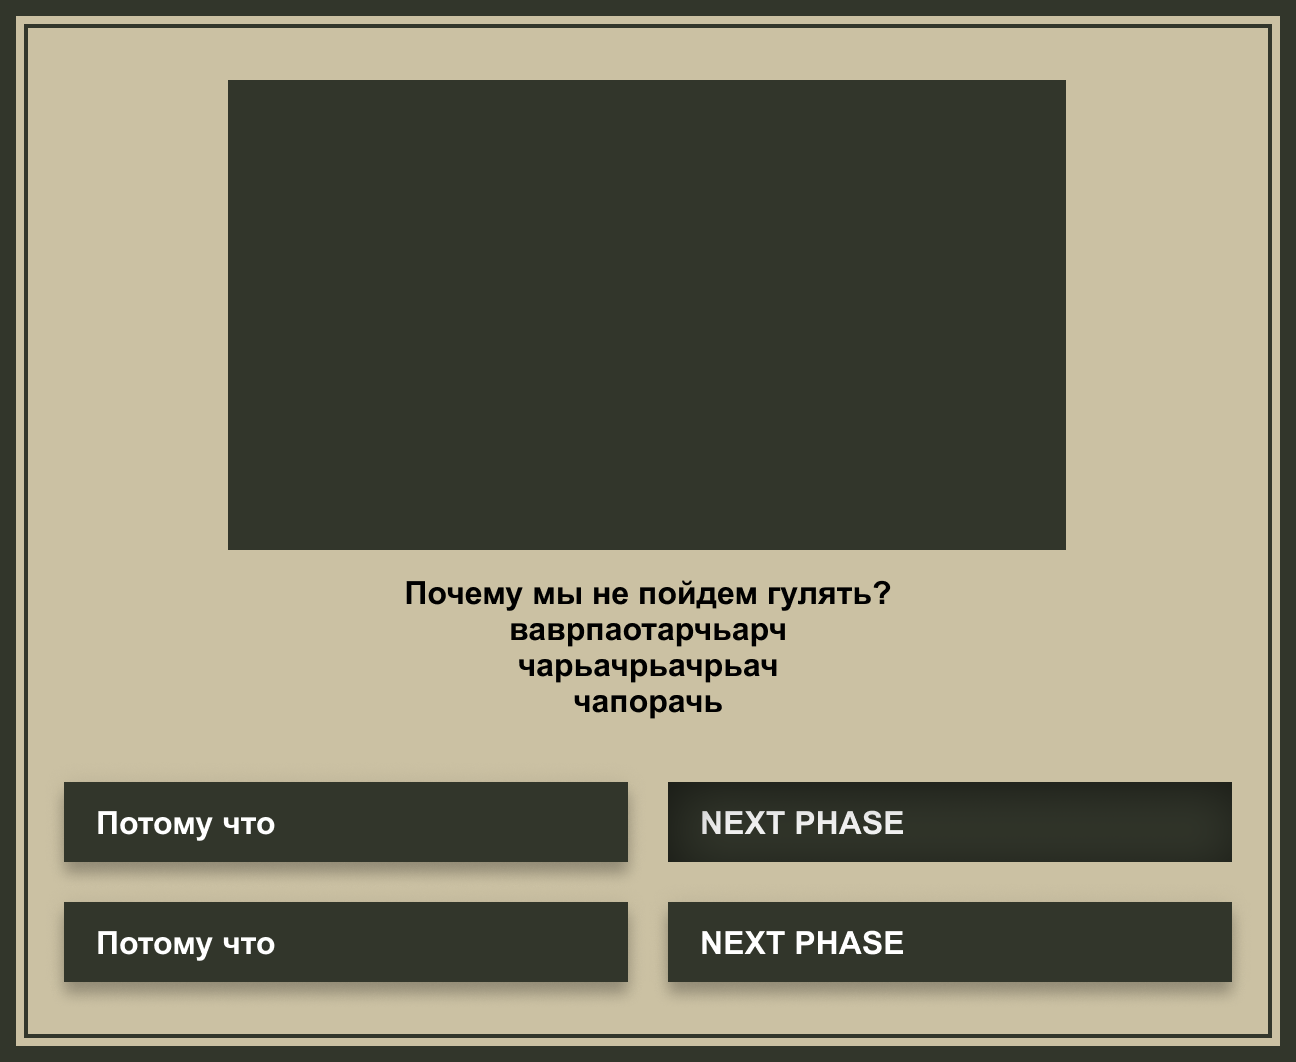 Почему мы не пойдем гулять?
ваврпаотарчьарч
чарьачрьачрьач
чапорачь
Потому что
NEXT PHASE
Потому что
NEXT PHASE